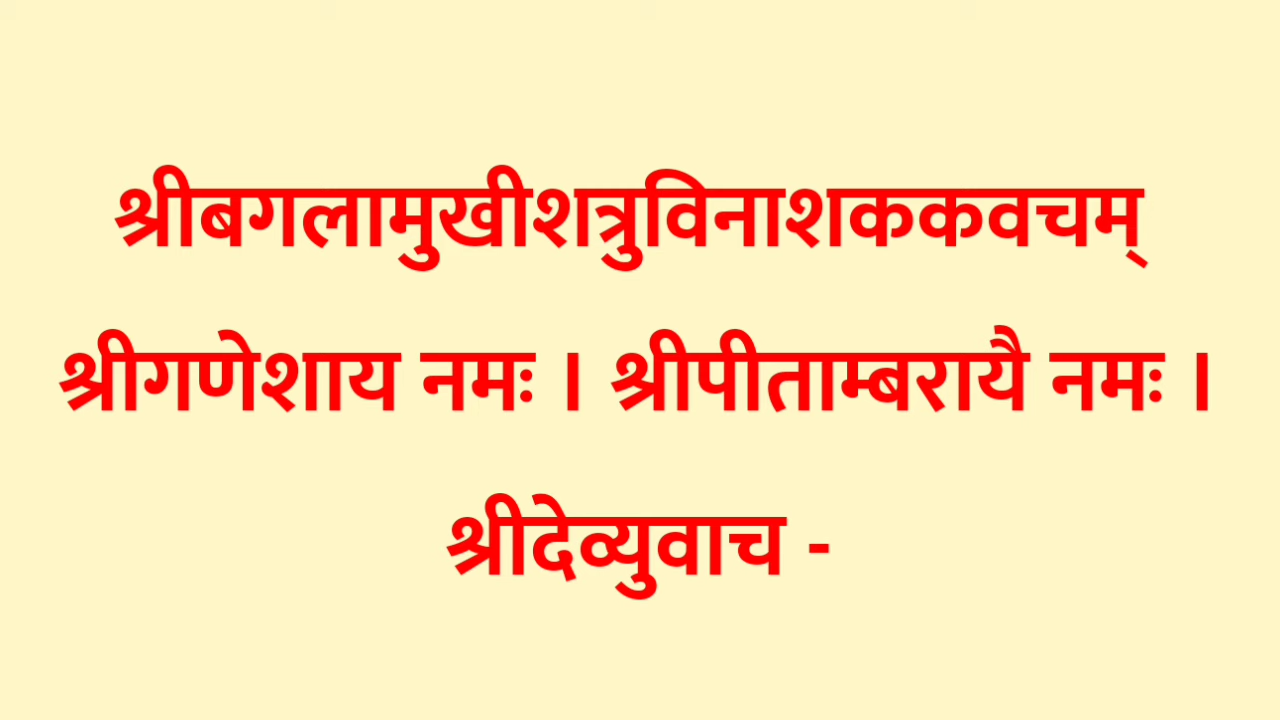 श्रीबगलामुखीशत्रुविनाशककवचम्
श्रीगणेशाय नमः । श्रीपीताम्बरायै नमः ।
श्रीदेव्युवाच -